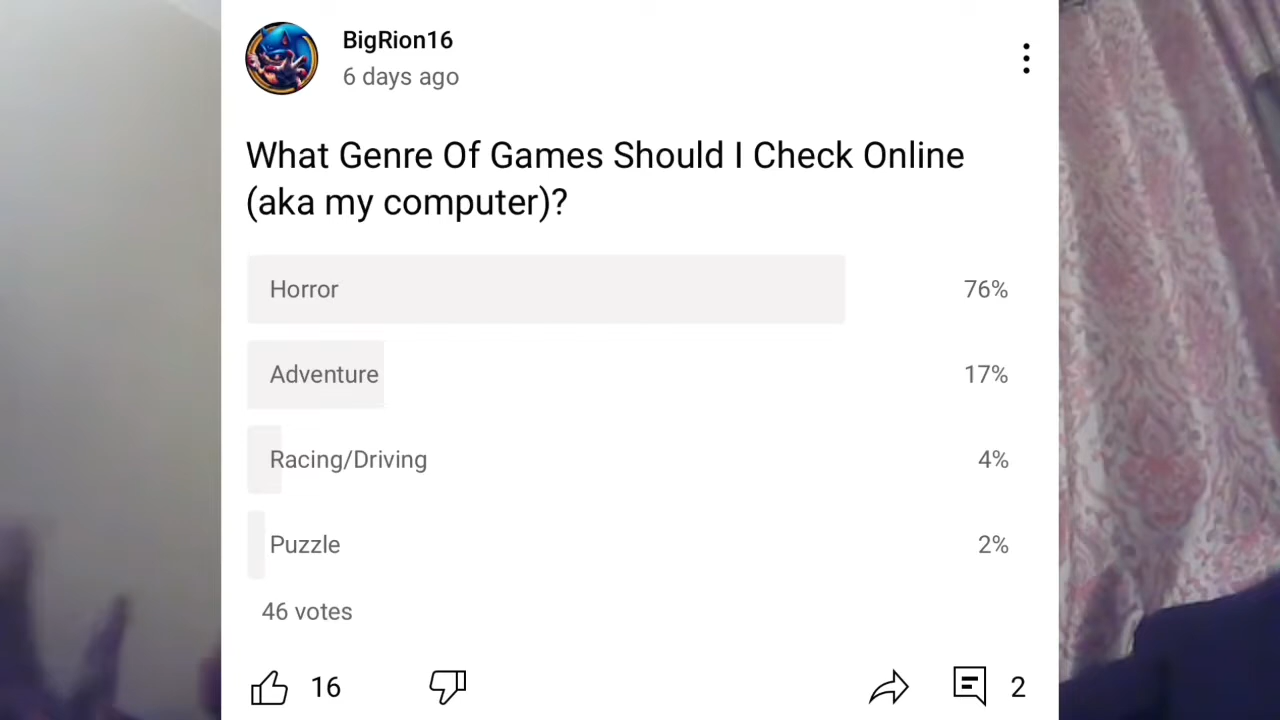 BigRion16
6 days ago
What Genre Of Games Should I Check Online
(aka my computer)?
Horror 76%
Adventure 17%
Racing/Driving 4%
Puzzle 2%
46 votes
16 2